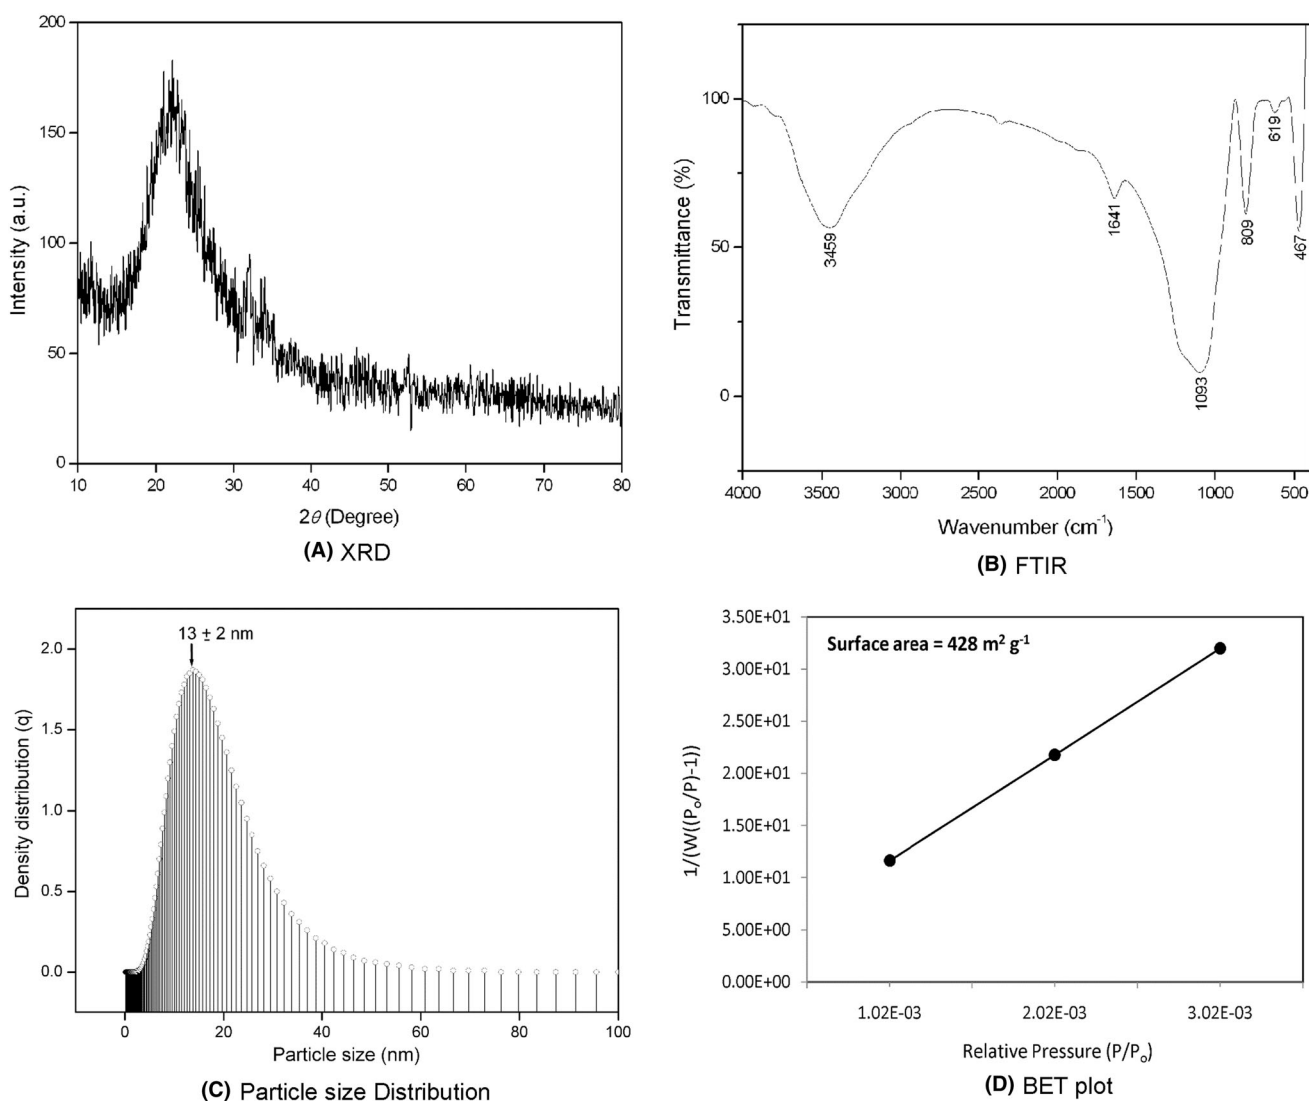 200
150
100
50
0
Intensity (a.u.)
10 20 30 40 50 60 70 80
2θ (Degree)
(A) XRD
100
50
0
Transmittance (%)
3459
1641
1093
809
619
467
4000 3500 3000 2500 2000 1500 1000 500
Wavenumber (cm⁻¹)
(B) FTIR
13 ± 2 nm
2.0
1.5
1.0
0.5
0.0
Density distribution (q)
0 20 40 60 80 100
Particle size (nm)
(C) Particle size Distribution
Surface area = 428 m² g⁻¹
3.50E+01
3.00E+01
2.50E+01
2.00E+01
1.50E+01
1.00E+01
5.00E+00
0.00E+00
1/(W((Pₒ/P)-1))
1.02E-03 2.02E-03 3.02E-03
Relative Pressure (P/Pₒ)
(D) BET plot